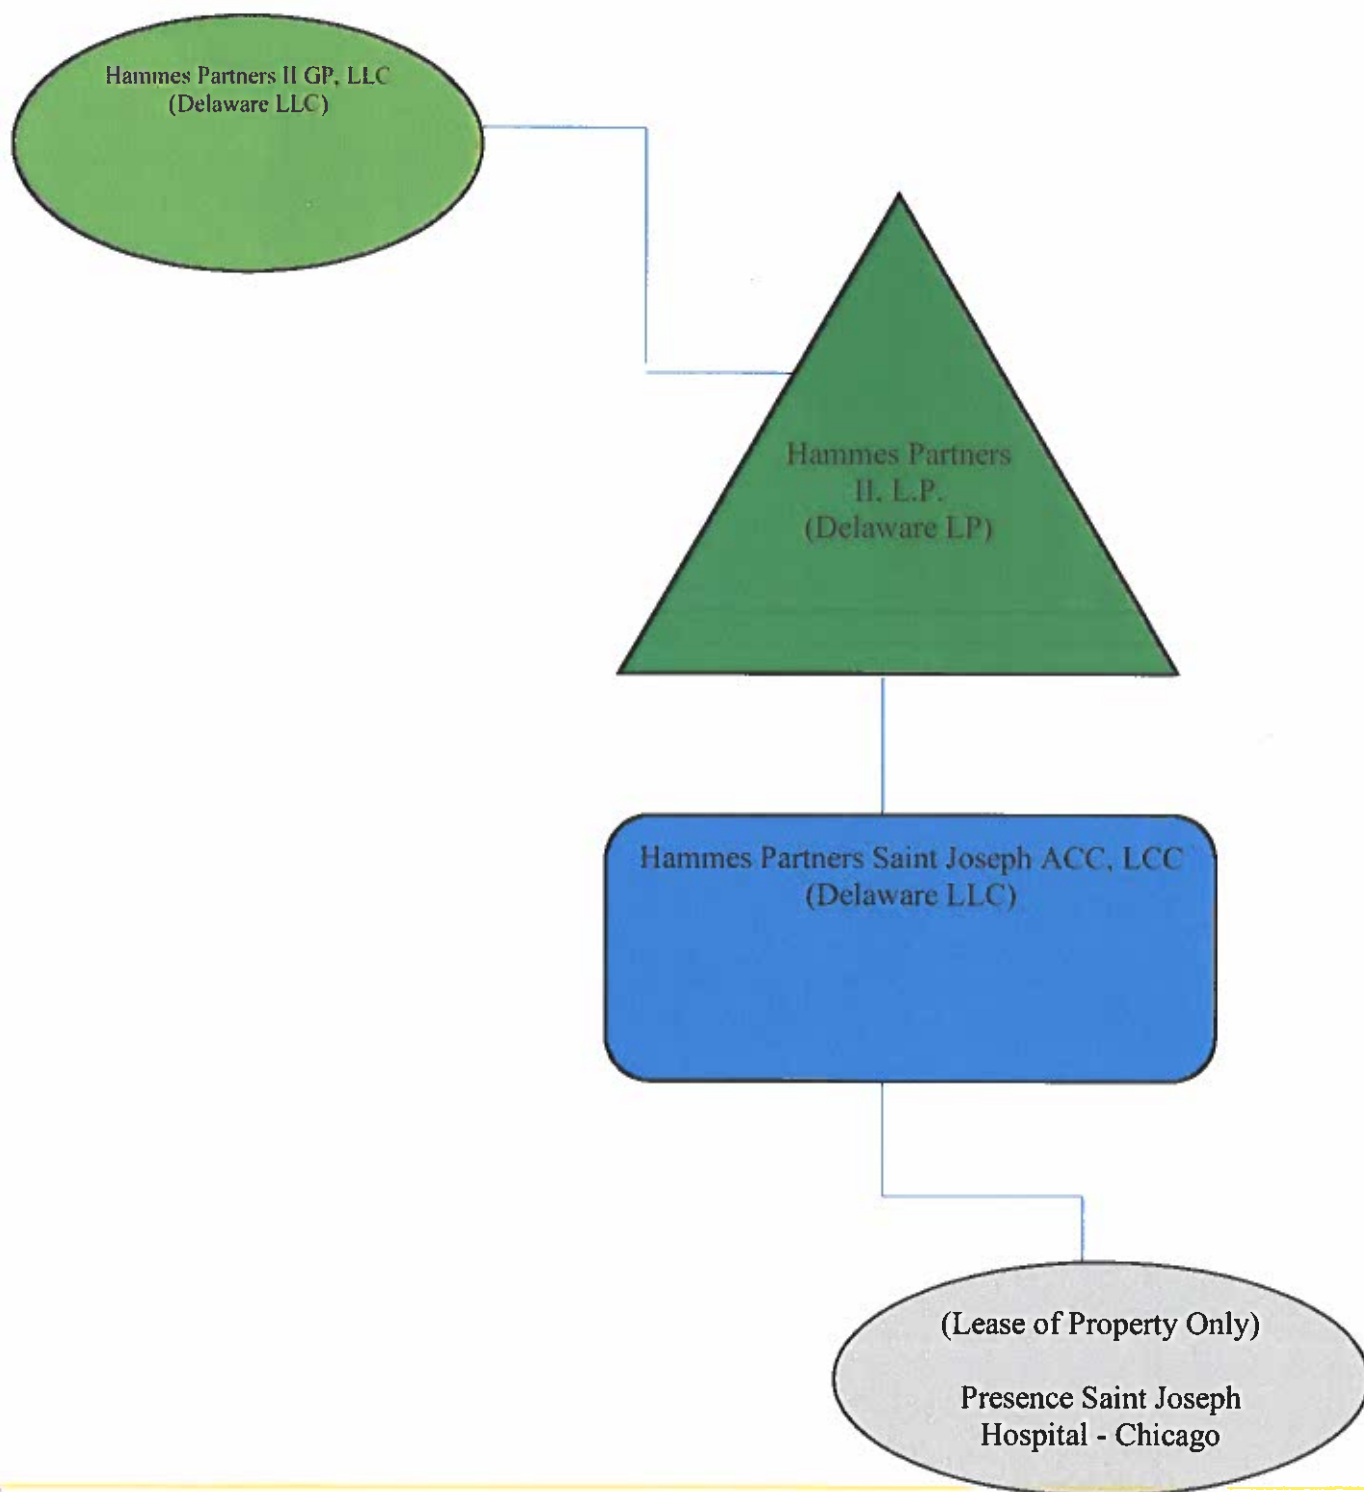 Hammes Partners II GP, LLC
(Delaware LLC)
Hammes Partners
II, L.P.
(Delaware LP)
Hammes Partners Saint Joseph ACC, LCC
(Delaware LLC)
(Lease of Property Only)
Presence Saint Joseph
Hospital - Chicago